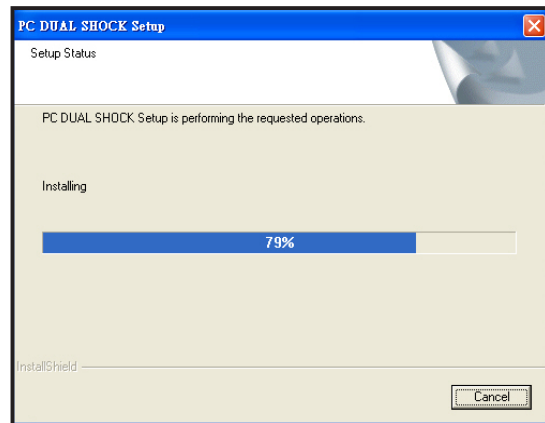 PC DUAL SHOCK Setup
Setup Status
PC DUAL SHOCK Setup is performing the requested operations.
Installing
79%
InstallShield
Cancel